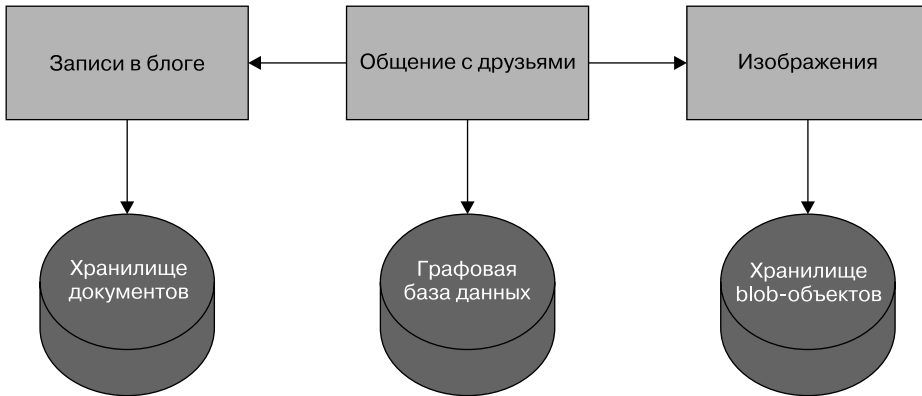 Записи в блоге
Общение с друзьями
Изображения
Хранилище
документов
Графовая
база данных
Хранилище
blob-объектов